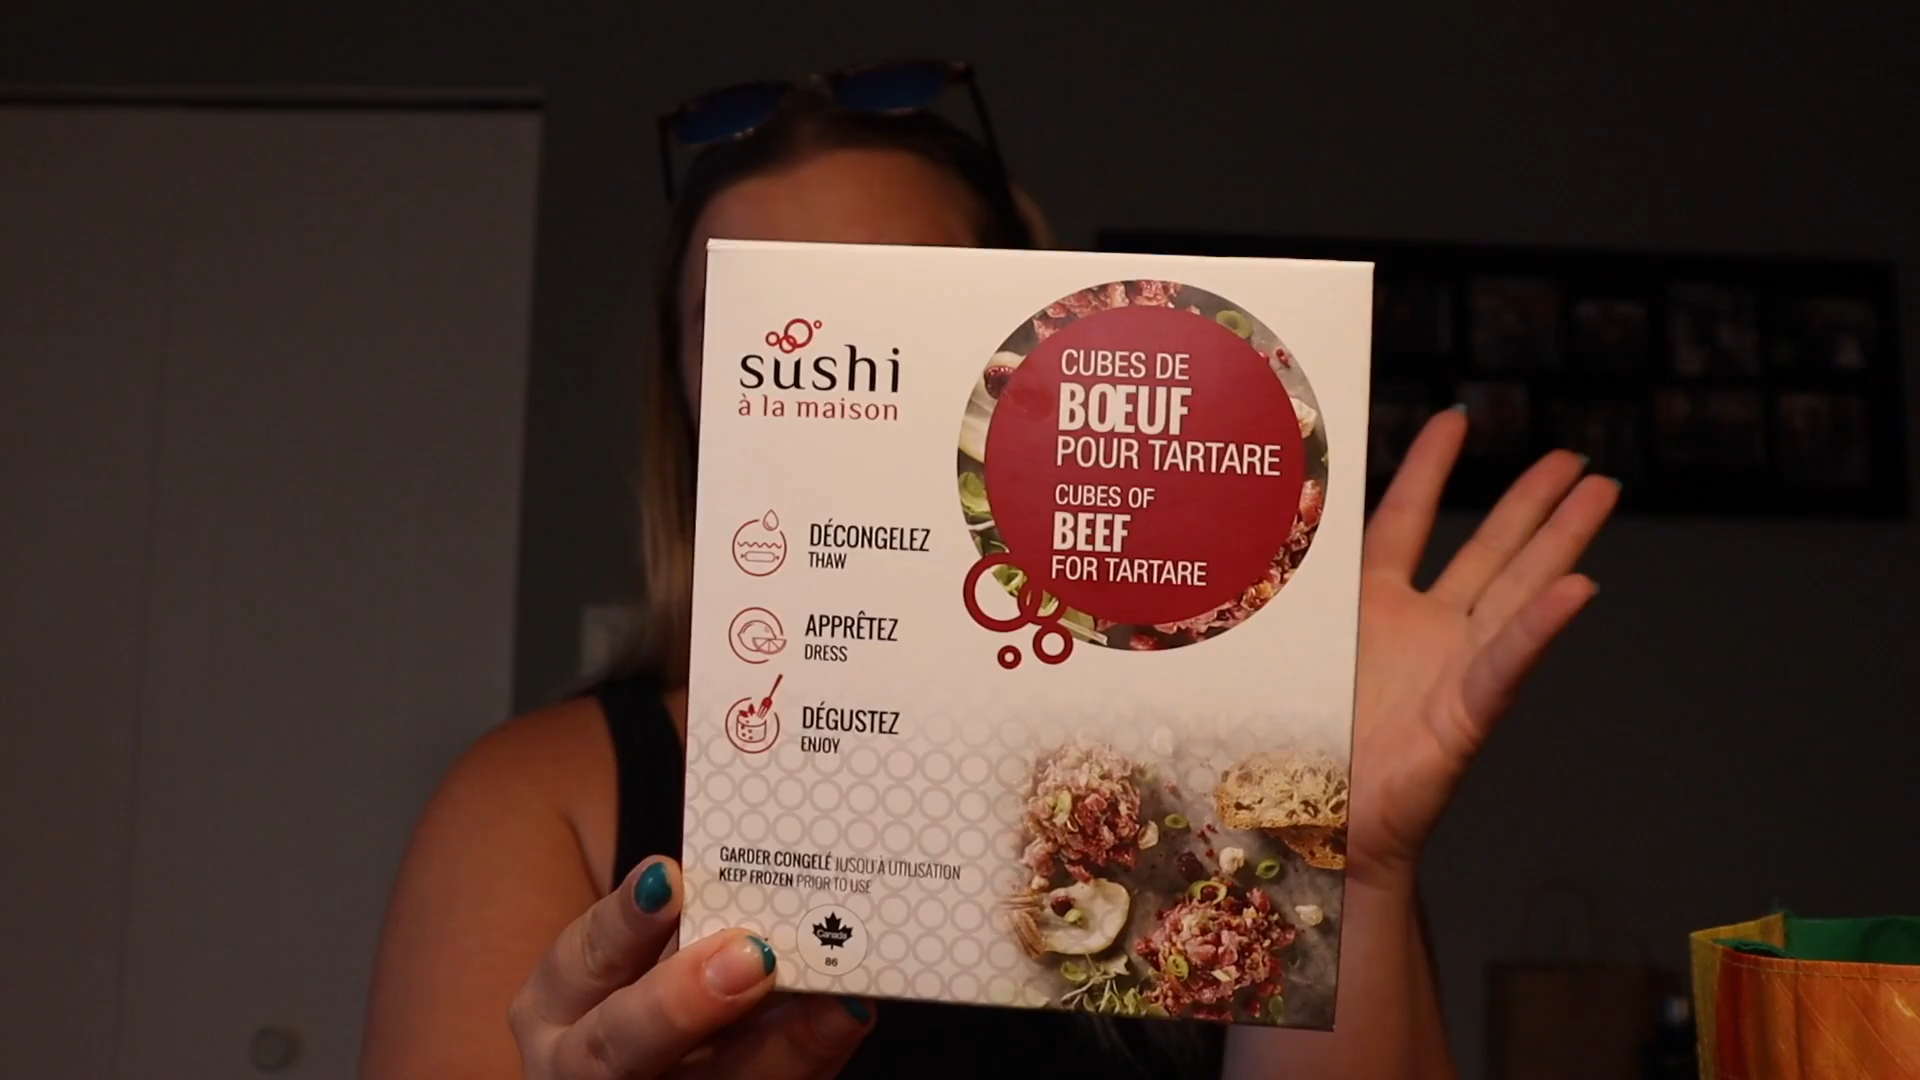 sushi
à la maison
CUBES DE
BŒUF
POUR TARTARE
CUBES OF
BEEF
FOR TARTARE
DÉCONGELEZ
THAW
APPRÊTEZ
DRESS
DÉGUSTEZ
ENJOY
GARDER CONGELÉ JUSQU'À UTILISATION
KEEP FROZEN PRIOR TO USE
Canada
86